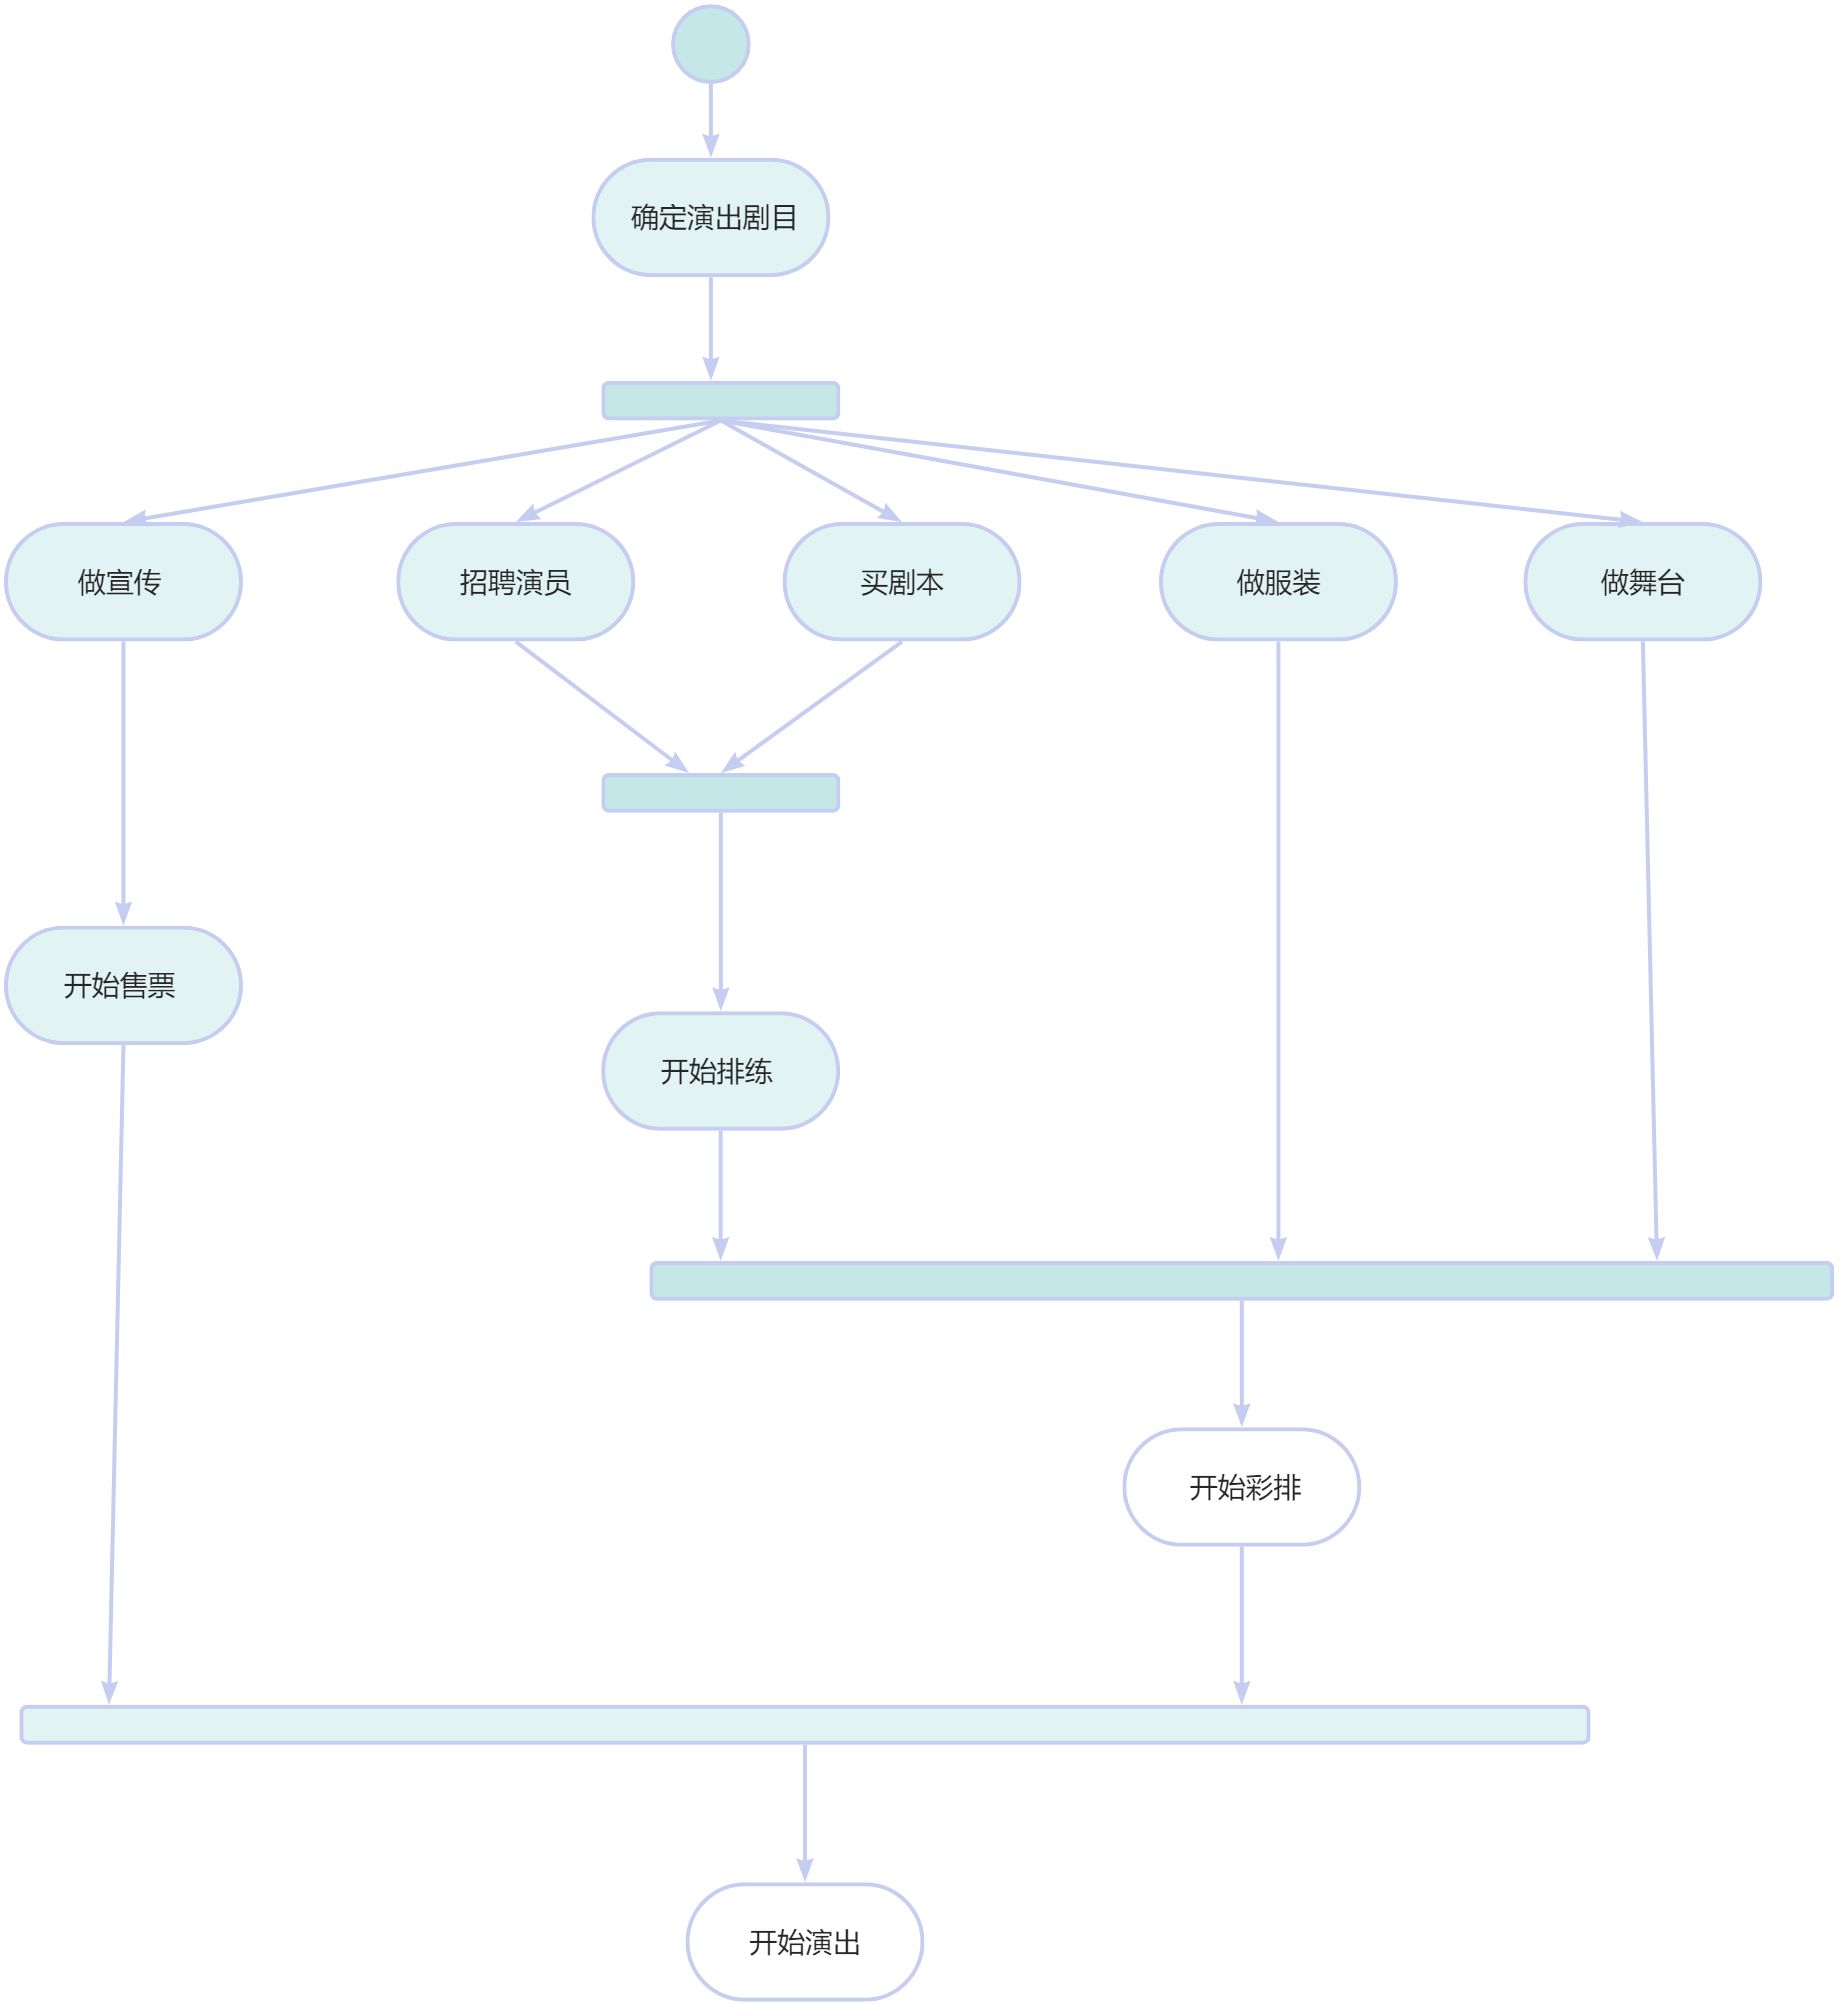 确定演出剧目
做宣传
招聘演员
买剧本
做服装
做舞台
开始售票
开始排练
开始彩排
开始演出